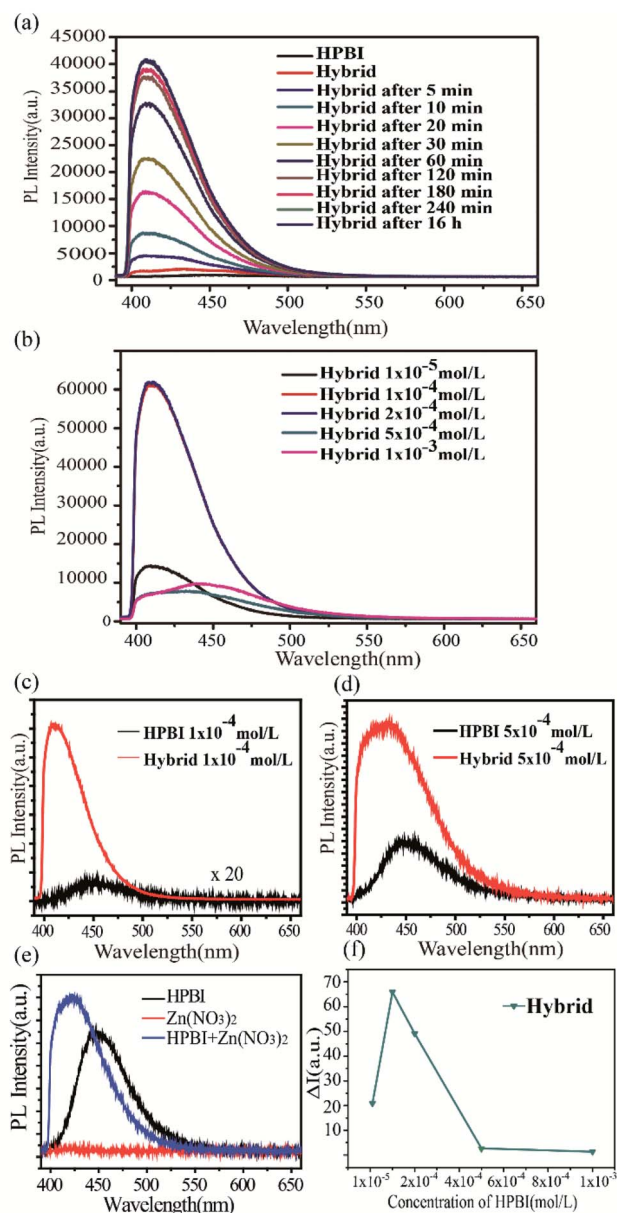 (a)
45000
40000
35000
30000
25000
20000
15000
10000
5000
0
PL Intensity(a.u.)
HPBI
Hybrid
Hybrid after 5 min
Hybrid after 10 min
Hybrid after 20 min
Hybrid after 30 min
Hybrid after 60 min
Hybrid after 120 min
Hybrid after 180 min
Hybrid after 240 min
Hybrid after 16 h
400 450 500 550 600 650
Wavelength(nm)
(b)
60000
50000
40000
30000
20000
10000
0
PL Intensity(a.u.)
Hybrid 1x10⁻⁵mol/L
Hybrid 1x10⁻⁴mol/L
Hybrid 2x10⁻⁴mol/L
Hybrid 5x10⁻⁴mol/L
Hybrid 1x10⁻³mol/L
400 450 500 550 600 650
Wavelength(nm)
(c)
PL Intensity(a.u.)
HPBI 1x10⁻⁴mol/L
Hybrid 1x10⁻⁴mol/L
x 20
400 450 500 550 600 650
Wavelength(nm)
(d)
PL Intensity(a.u.)
HPBI 5x10⁻⁴mol/L
Hybrid 5x10⁻⁴mol/L
400 450 500 550 600 650
Wavelength(nm)
(e)
PL Intensity(a.u.)
HPBI
Zn(NO₃)₂
HPBI+Zn(NO₃)₂
400 450 500 550 600 650
Wavelength(nm)
(f)
70
60
50
40
30
20
10
ΔI(a.u.)
Hybrid
1x10⁻⁵ 2x10⁻⁴ 4x10⁻⁴ 6x10⁻⁴ 8x10⁻⁴ 1x10⁻³
Concentration of HPBI(mol/L)